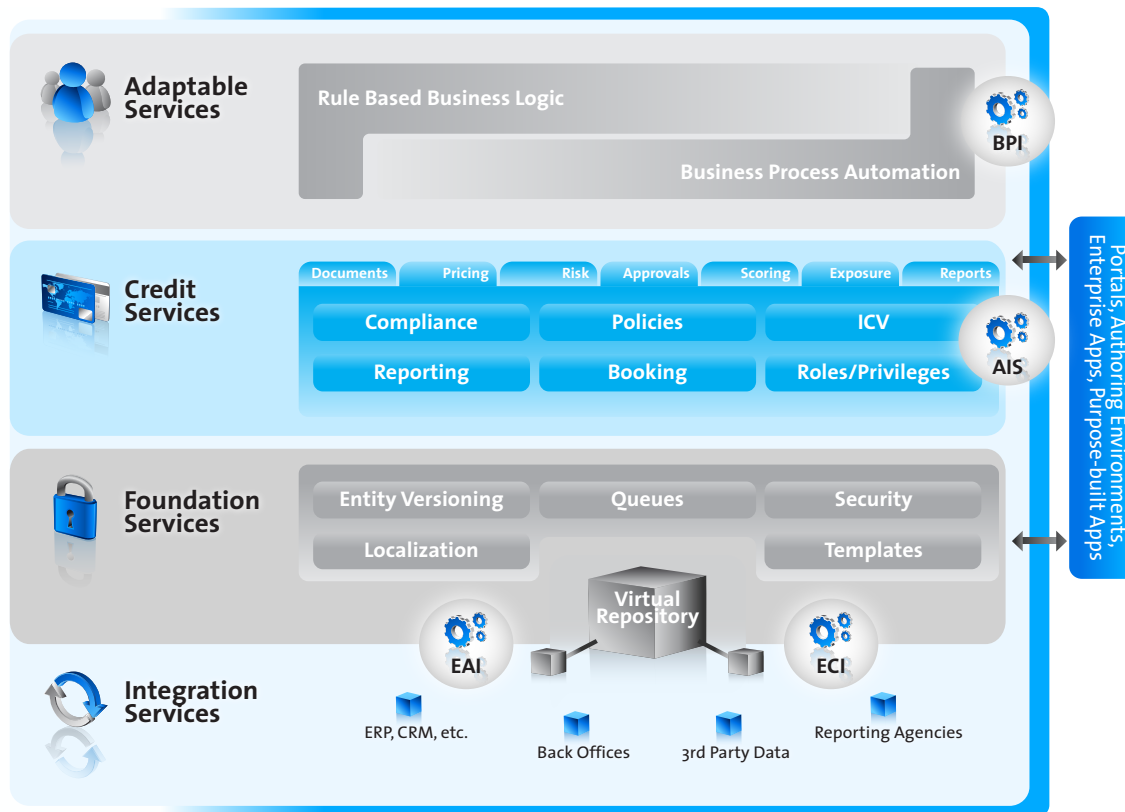 Adaptable
Services
Rule Based Business Logic
Business Process Automation
BPI
Credit
Services
Documents
Pricing
Risk
Approvals
Scoring
Exposure
Reports
Compliance
Policies
ICV
Reporting
Booking
Roles/Privileges
AIS
Portals, Authoring Environments,
Enterprise Apps, Purpose-built Apps
Foundation
Services
Entity Versioning
Queues
Security
Localization
Templates
Virtual
Repository
EAI
ECI
Integration
Services
ERP, CRM, etc.
Back Offices
3rd Party Data
Reporting Agencies